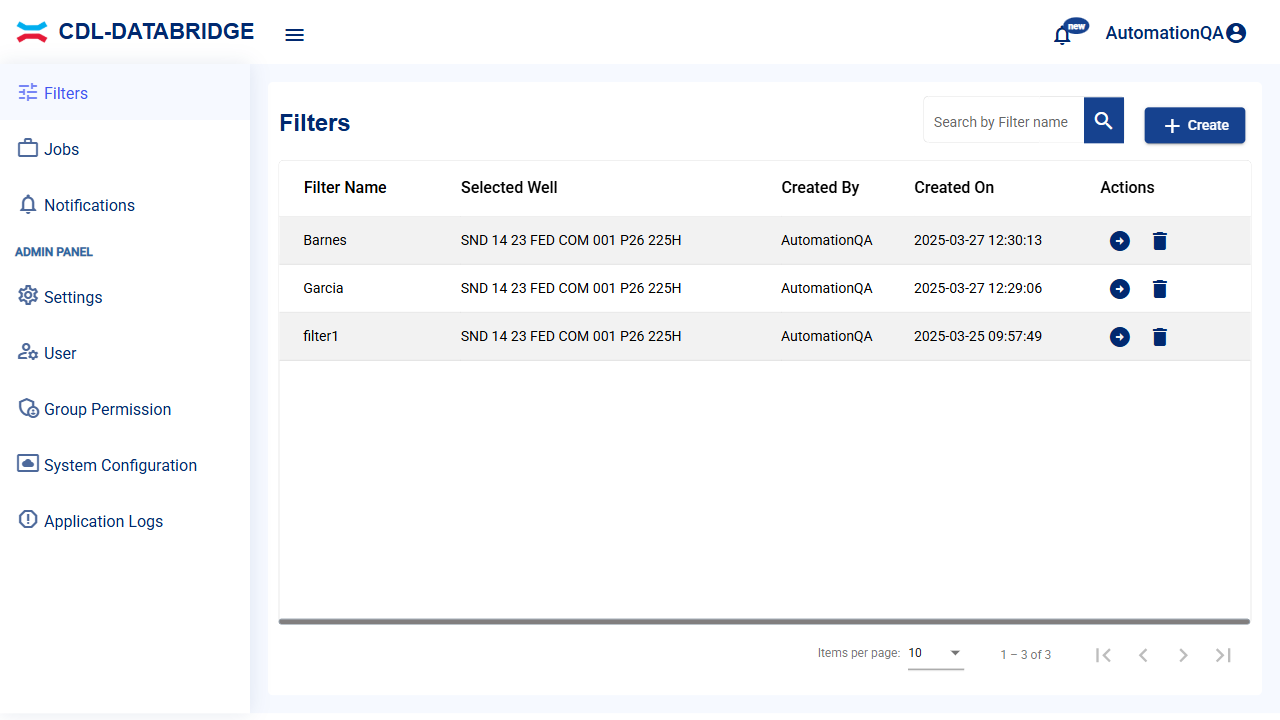 CDL-DATABRIDGE
new
AutomationQA
Filters
Jobs
Notifications
ADMIN PANEL
Settings
User
Group Permission
System Configuration
Application Logs
Filters
Search by Filter name
Create
Filter Name Selected Well Created By Created On Actions
Barnes SND 14 23 FED COM 001 P26 225H AutomationQA 2025-03-27 12:30:13
Garcia SND 14 23 FED COM 001 P26 225H AutomationQA 2025-03-27 12:29:06
filter1 SND 14 23 FED COM 001 P26 225H AutomationQA 2025-03-25 09:57:49
Items per page: 10 1 – 3 of 3